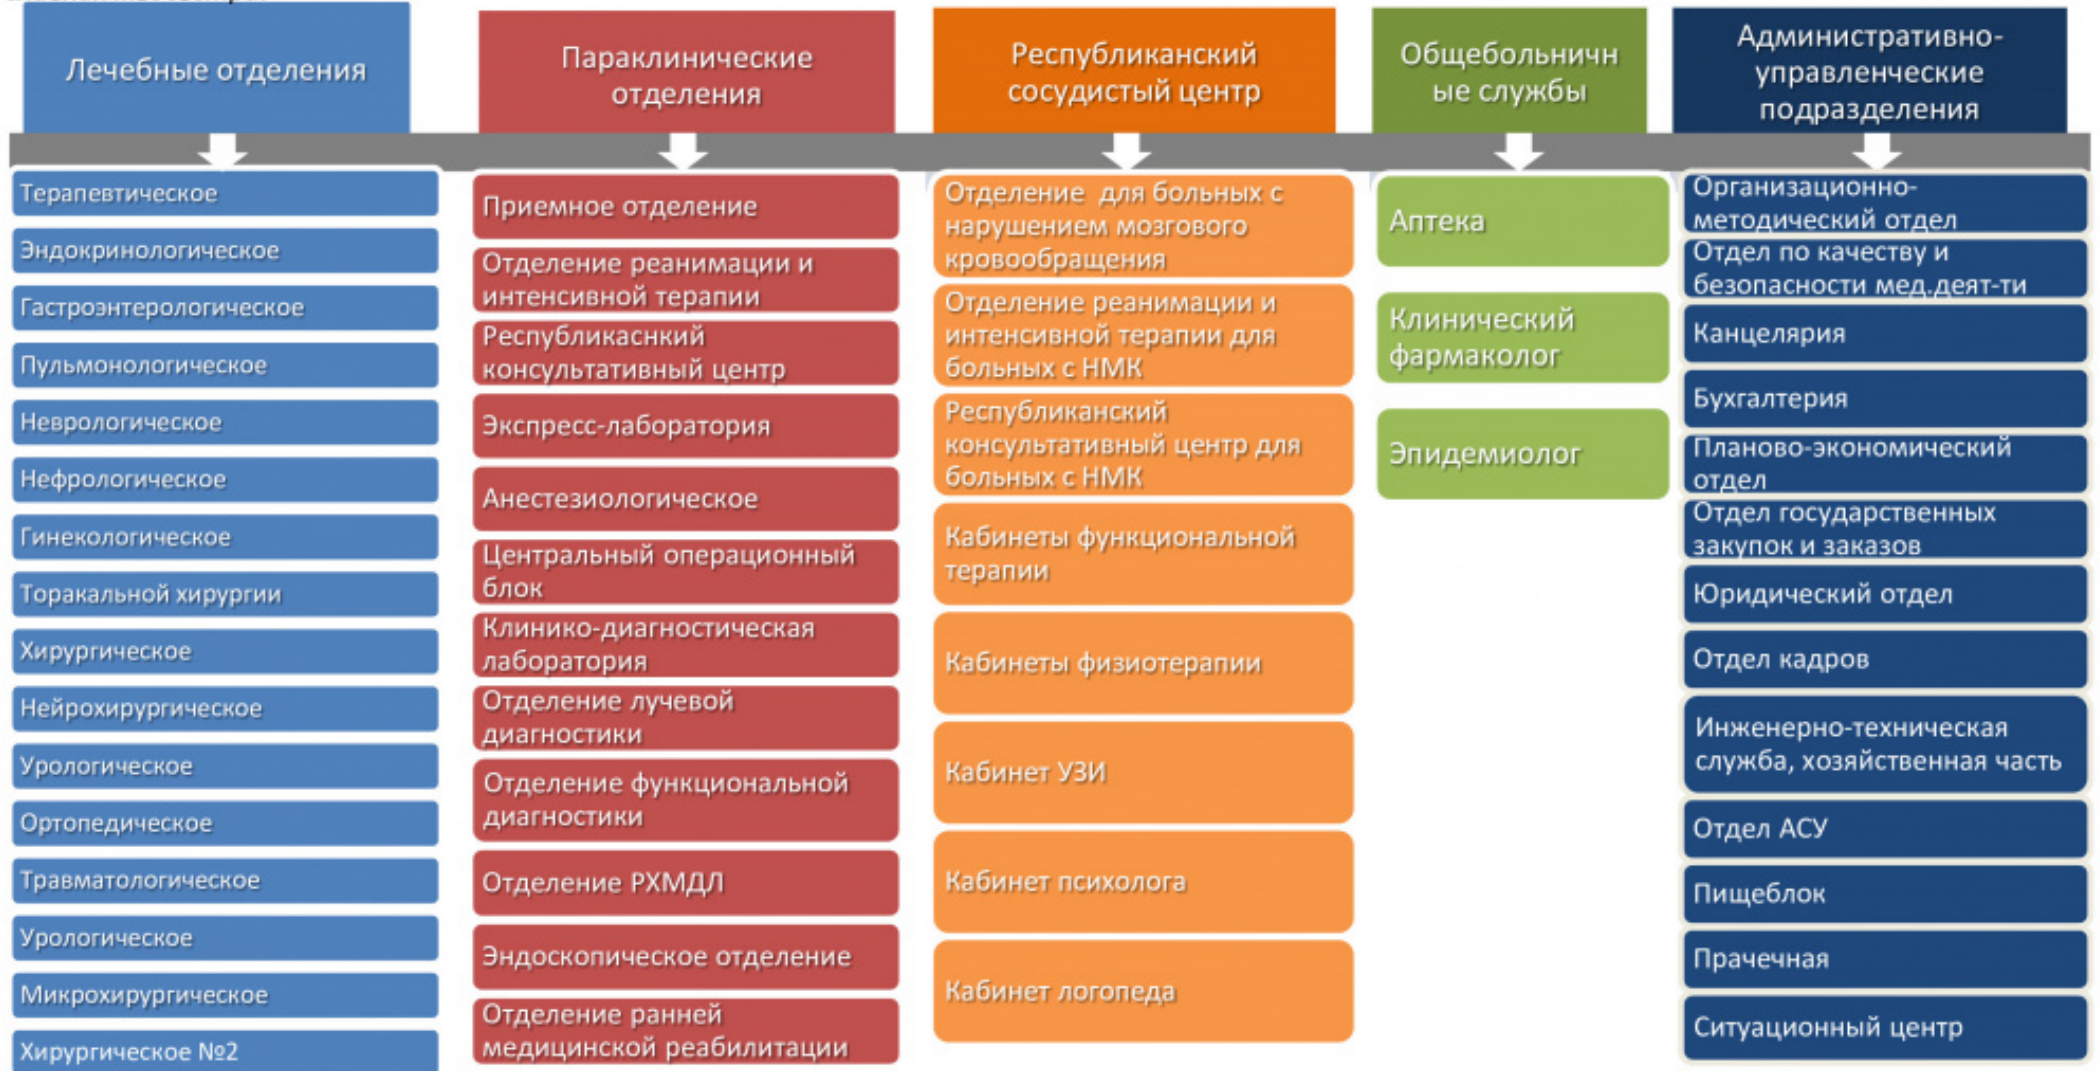 Лечебные отделения
Терапевтическое
Эндокринологическое
Гастроэнтерологическое
Пульмонологическое
Неврологическое
Нефрологическое
Гинекологическое
Торакальной хирургии
Хирургическое
Нейрохирургическое
Урологическое
Ортопедическое
Травматологическое
Урологическое
Микрохирургическое
Хирургическое №2
Параклинические
отделения
Приемное отделение
Отделение реанимации и
интенсивной терапии
Республикаснкий
консультативный центр
Экспресс-лаборатория
Анестезиологическое
Центральный операционный
блок
Клинико-диагностическая
лаборатория
Отделение лучевой
диагностики
Отделение функциональной
диагностики
Отделение РХМДЛ
Эндоскопическое отделение
Отделение ранней
медицинской реабилитации
Республиканский
сосудистый центр
Отделение для больных с
нарушением мозгового
кровообращения
Отделение реанимации и
интенсивной терапии для
больных с НМК
Республиканский
консультативный центр для
больных с НМК
Кабинеты функциональной
терапии
Кабинеты физиотерапии
Кабинет УЗИ
Кабинет психолога
Кабинет логопеда
Общебольничн
ые службы
Аптека
Клинический
фармаколог
Эпидемиолог
Административно-
управленческие
подразделения
Организационно-
методический отдел
Отдел по качеству и
безопасности мед.деят-ти
Канцелярия
Бухгалтерия
Планово-экономический
отдел
Отдел государственных
закупок и заказов
Юридический отдел
Отдел кадров
Инженерно-техническая
служба, хозяйственная часть
Отдел АСУ
Пищеблок
Прачечная
Ситуационный центр